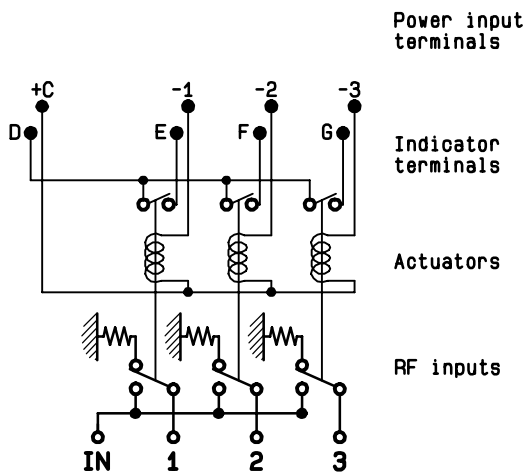 Power input
terminals
+C -1 -2 -3
D E F G
Indicator
terminals
Actuators
RF inputs
IN 1 2 3